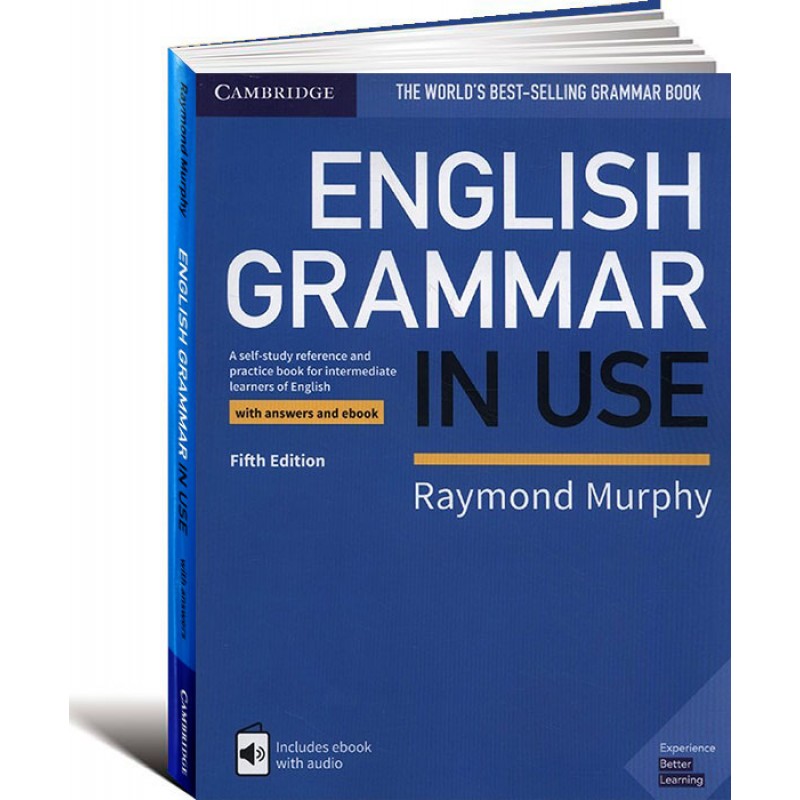 CAMBRIDGE
THE WORLD'S BEST-SELLING GRAMMAR BOOK
ENGLISH
GRAMMAR
IN USE
A self-study reference and
practice book for intermediate
learners of English
with answers and ebook
Fifth Edition
Raymond Murphy
Includes ebook
with audio
Experience
Better
Learning
Raymond Murphy ENGLISH GRAMMAR IN USE with answers CAMBRIDGE